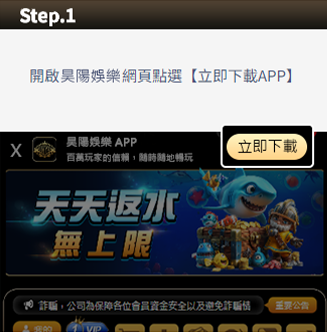 Step.1
開啟昊陽娛樂網頁點選【立即下載APP】
X
昊陽娛樂 APP
百萬玩家的信賴，隨時隨地暢玩
立即下載
天天返水
無上限
詐騙，公司為保障各位會員資金安全以及避免詐騙情
重要公告
VIP